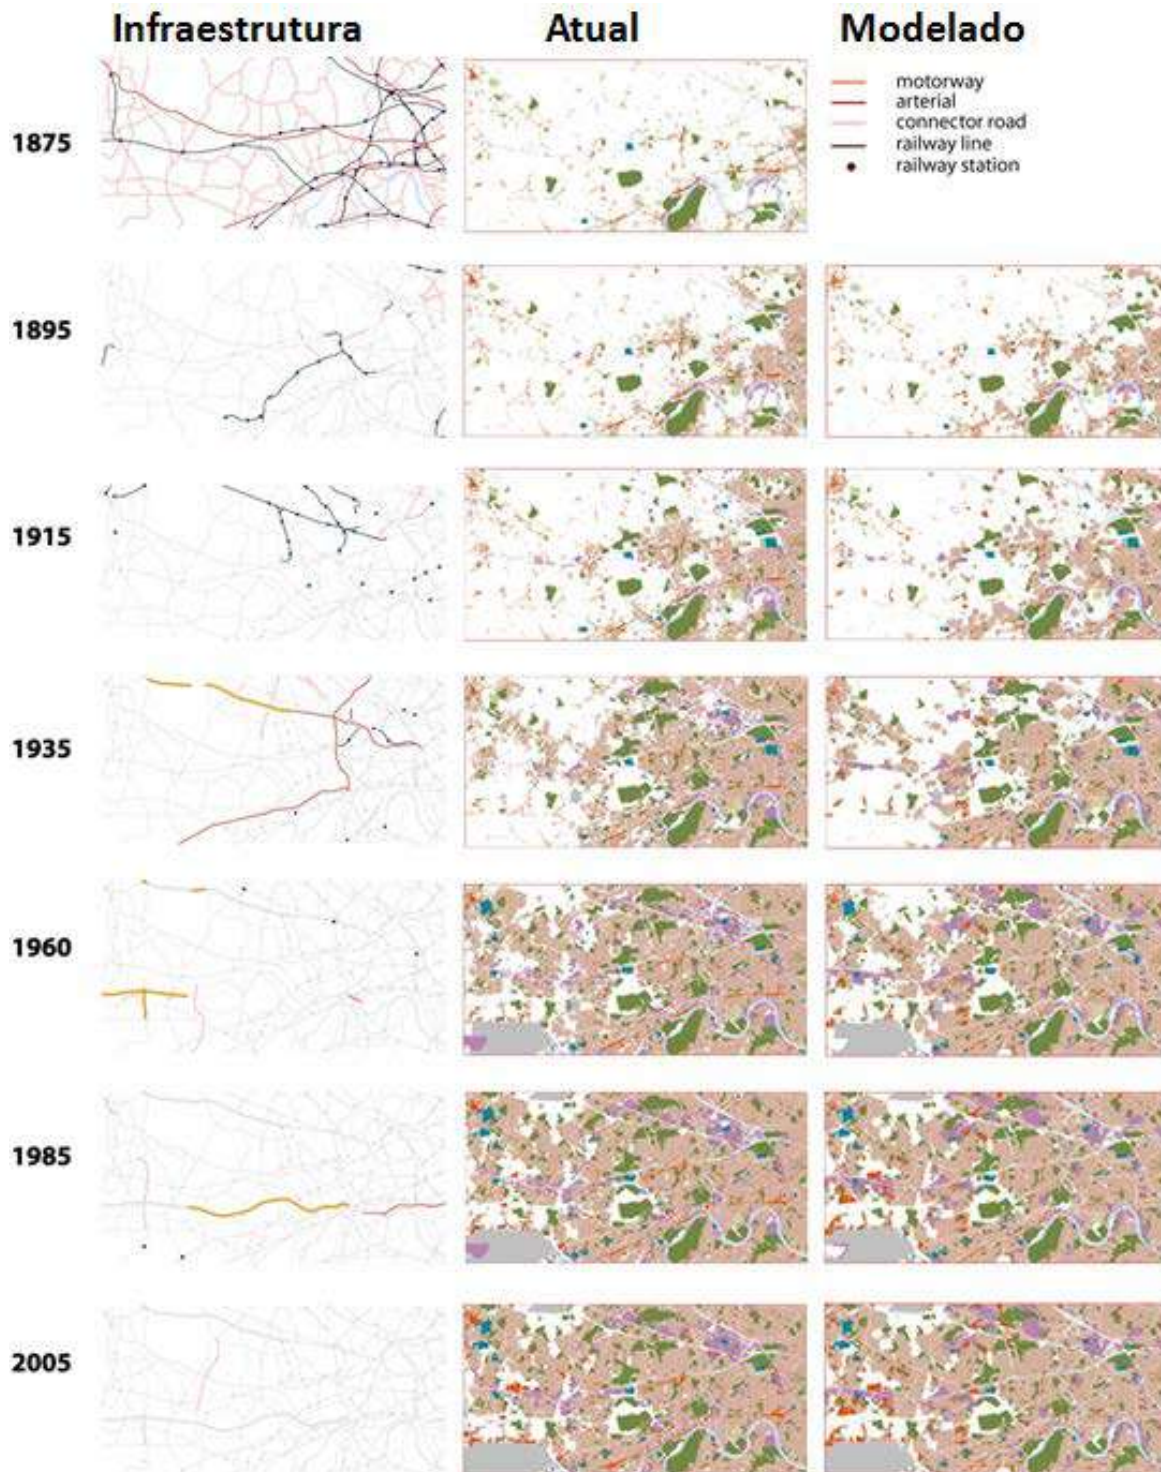 Infraestrutura Atual Modelado
motorway
arterial
connector road
railway line
railway station
1875
1895
1915
1935
1960
1985
2005